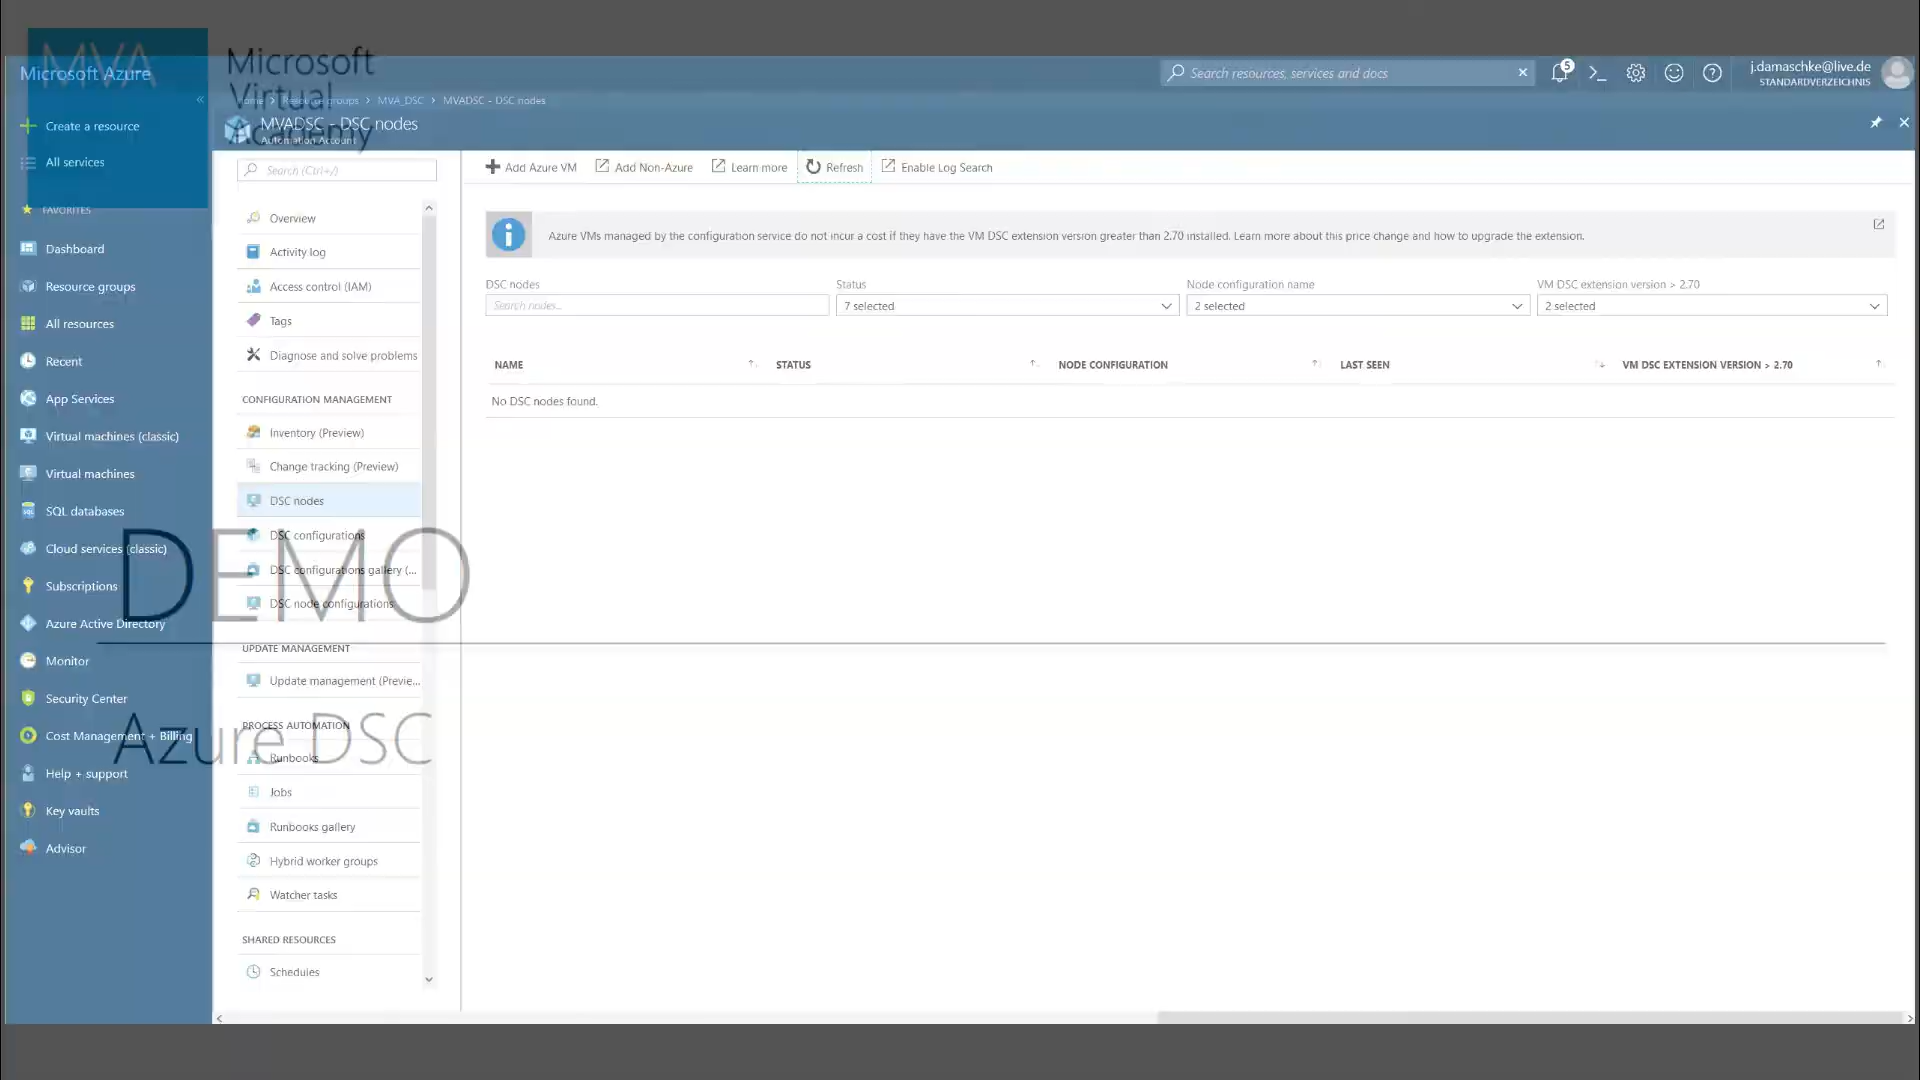 MVA
Microsoft
Virtual
Academy
Microsoft Azure
Search resources, services and docs
5
j.damaschke@live.de
STANDARDVERZEICHNIS
Home > Resource groups > MVA_DSC > MVADSC - DSC nodes
MVADSC - DSC nodes
Automation Account
Create a resource
All services
FAVORITES
Dashboard
Resource groups
All resources
Recent
App Services
Virtual machines (classic)
Virtual machines
SQL databases
Cloud services (classic)
Subscriptions
Azure Active Directory
Monitor
Security Center
Cost Management + Billing
Help + support
Key vaults
Advisor
Search (Ctrl+/)
Overview
Activity log
Access control (IAM)
Tags
Diagnose and solve problems
CONFIGURATION MANAGEMENT
Inventory (Preview)
Change tracking (Preview)
DSC nodes
DSC configurations
DSC configurations gallery (...
DSC node configurations
UPDATE MANAGEMENT
Update management (Previe...
PROCESS AUTOMATION
Runbooks
Jobs
Runbooks gallery
Hybrid worker groups
Watcher tasks
SHARED RESOURCES
Schedules
DEMO
Azure DSC
Add Azure VM Add Non-Azure Learn more Refresh Enable Log Search
Azure VMs managed by the configuration service do not incur a cost if they have the VM DSC extension version greater than 2.70 installed. Learn more about this price change and how to upgrade the extension.
DSC nodes Status Node configuration name VM DSC extension version > 2.70
Search nodes... 7 selected 2 selected 2 selected
NAME STATUS NODE CONFIGURATION LAST SEEN VM DSC EXTENSION VERSION > 2.70
No DSC nodes found.